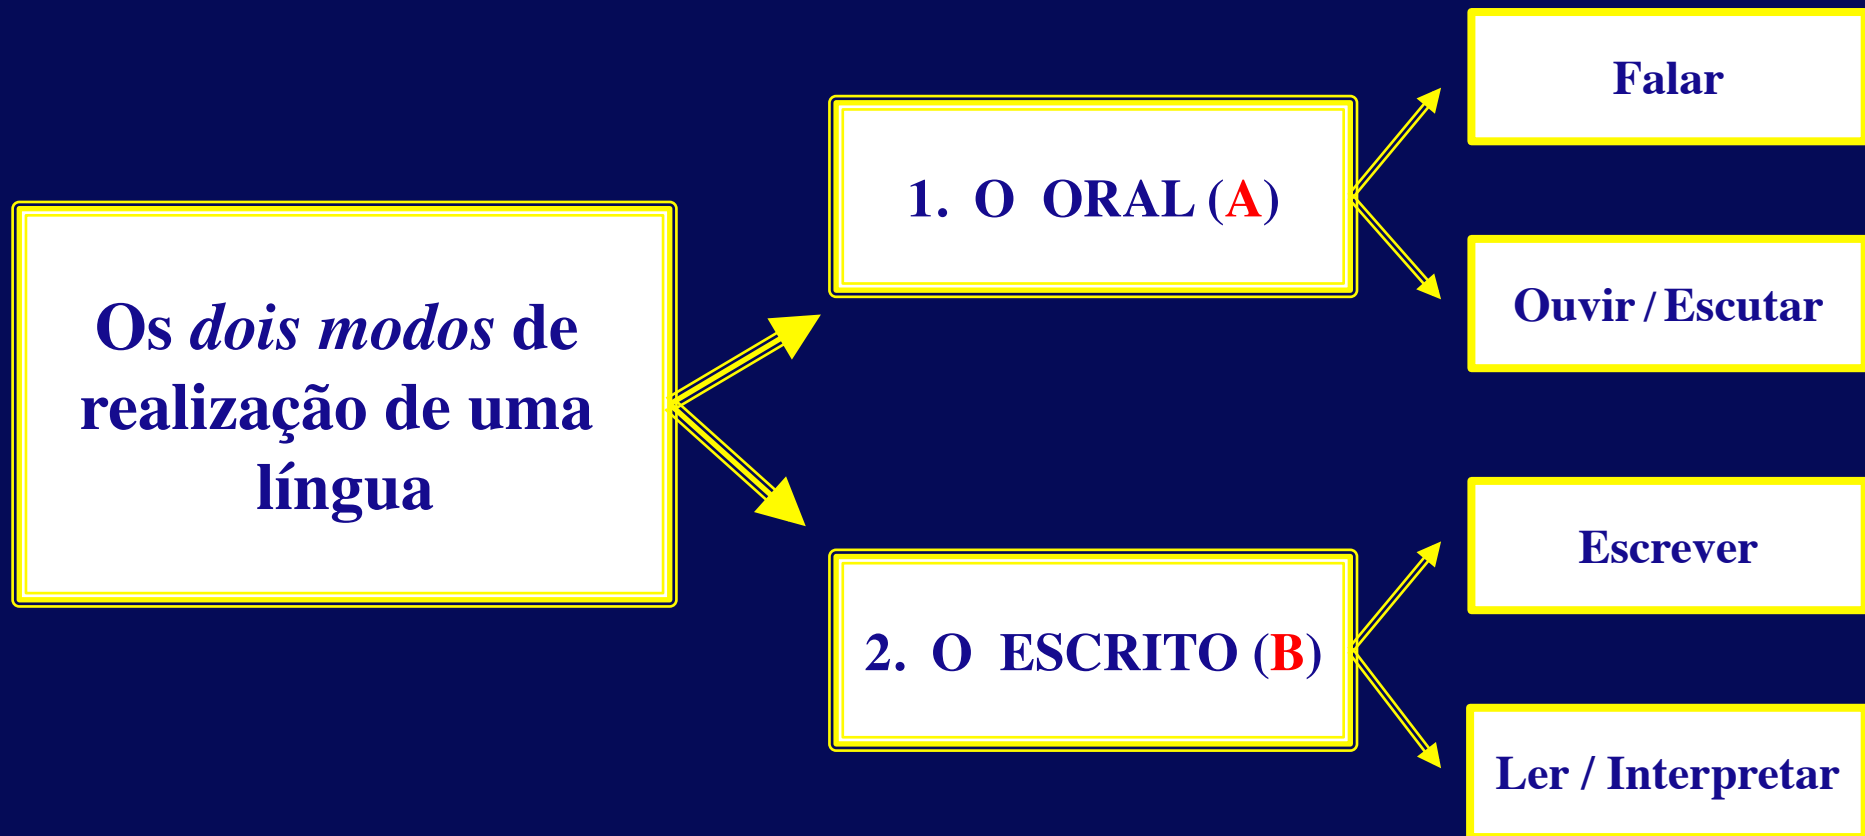 Os dois modos de
realização de uma
língua
1. O ORAL (A)
Falar
Ouvir / Escutar
2. O ESCRITO (B)
Escrever
Ler / Interpretar